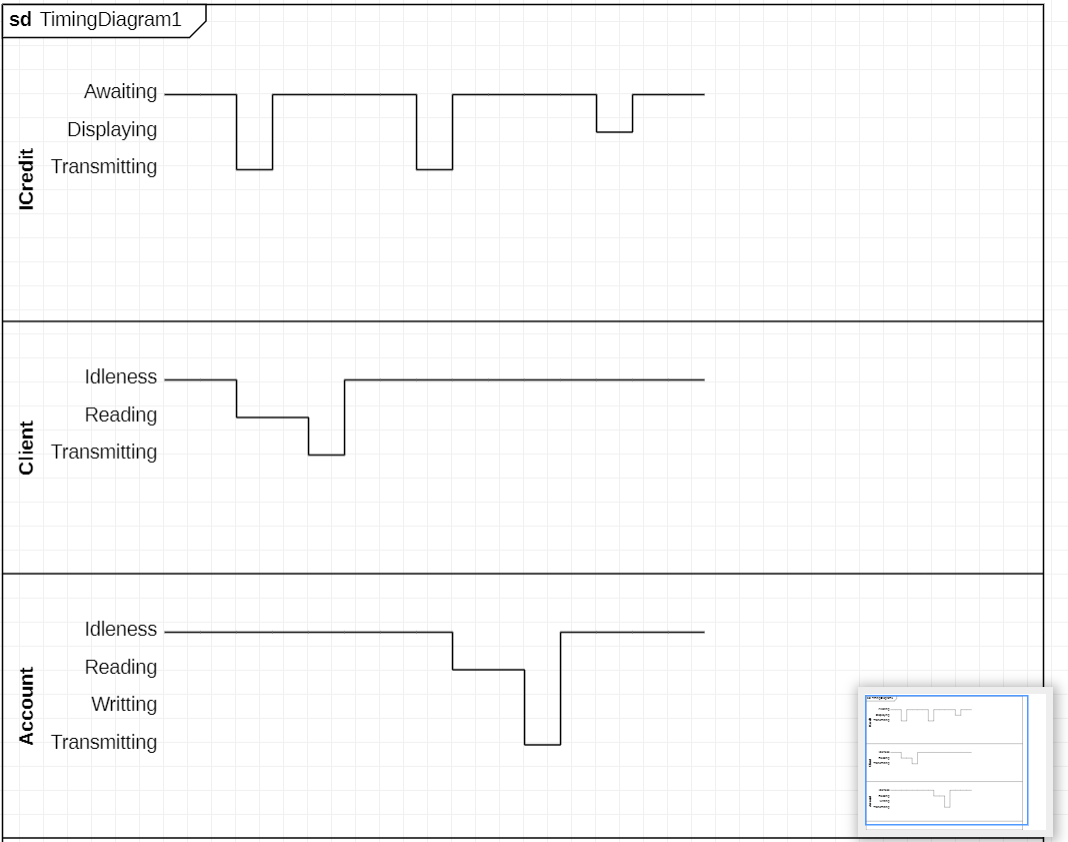 sd TimingDiagram1
ICredit
Awaiting
Displaying
Transmitting
Client
Idleness
Reading
Transmitting
Account
Idleness
Reading
Writting
Transmitting